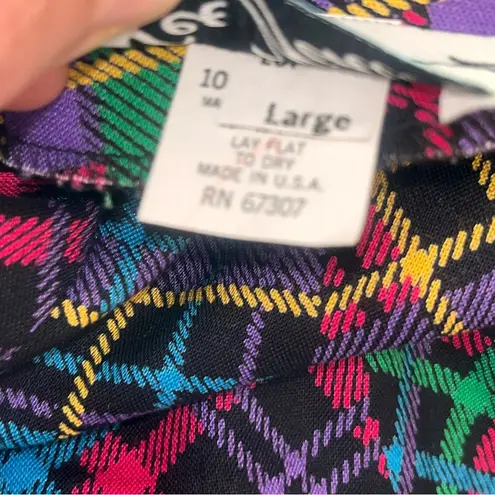 10
Large
LAY FLAT
TO DRY
MADE IN U.S.A.
RN 67307